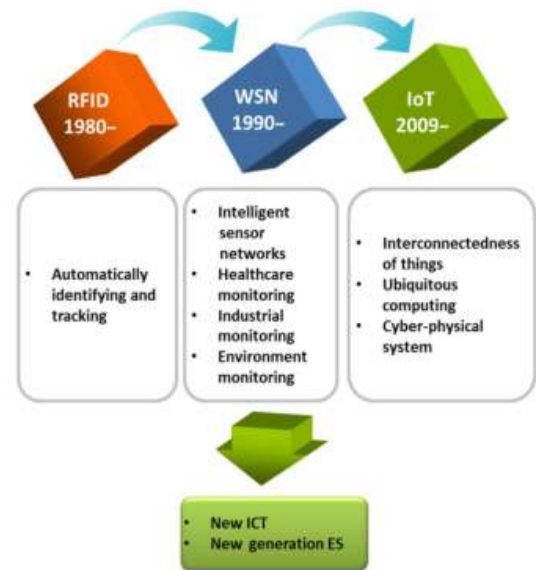 RFID
1980–
WSN
1990–
IoT
2009–
• Automatically
identifying and
tracking
• Intelligent
sensor
networks
• Healthcare
monitoring
• Industrial
monitoring
• Environment
monitoring
• Interconnectedness
of things
• Ubiquitous
computing
• Cyber-physical
system
• New ICT
• New generation ES